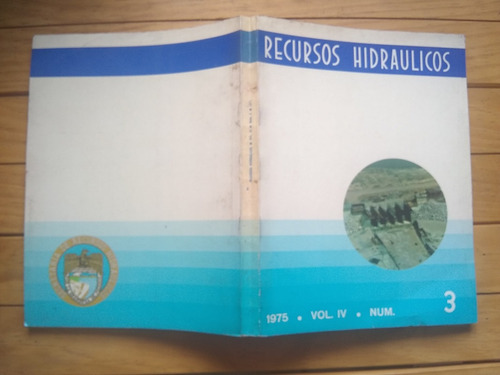 RECURSOS HIDRAULICOS
1975 • VOL. IV • NUM. 3